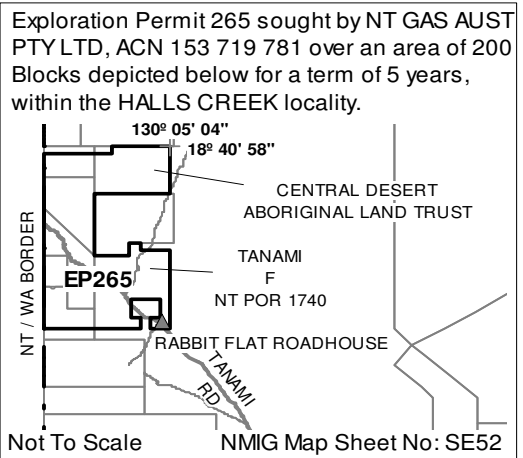 Exploration Permit 265 sought by NT GAS AUST
PTY LTD, ACN 153 719 781 over an area of 200
Blocks depicted below for a term of 5 years,
within the HALLS CREEK locality.
130º 05' 04"
18º 40' 58"
CENTRAL DESERT
ABORIGINAL LAND TRUST
NT / WA BORDER
TANAMI
F
NT POR 1740
EP265
RABBIT FLAT ROADHOUSE
TANAMI
RD
Not To Scale
NMIG Map Sheet No: SE52